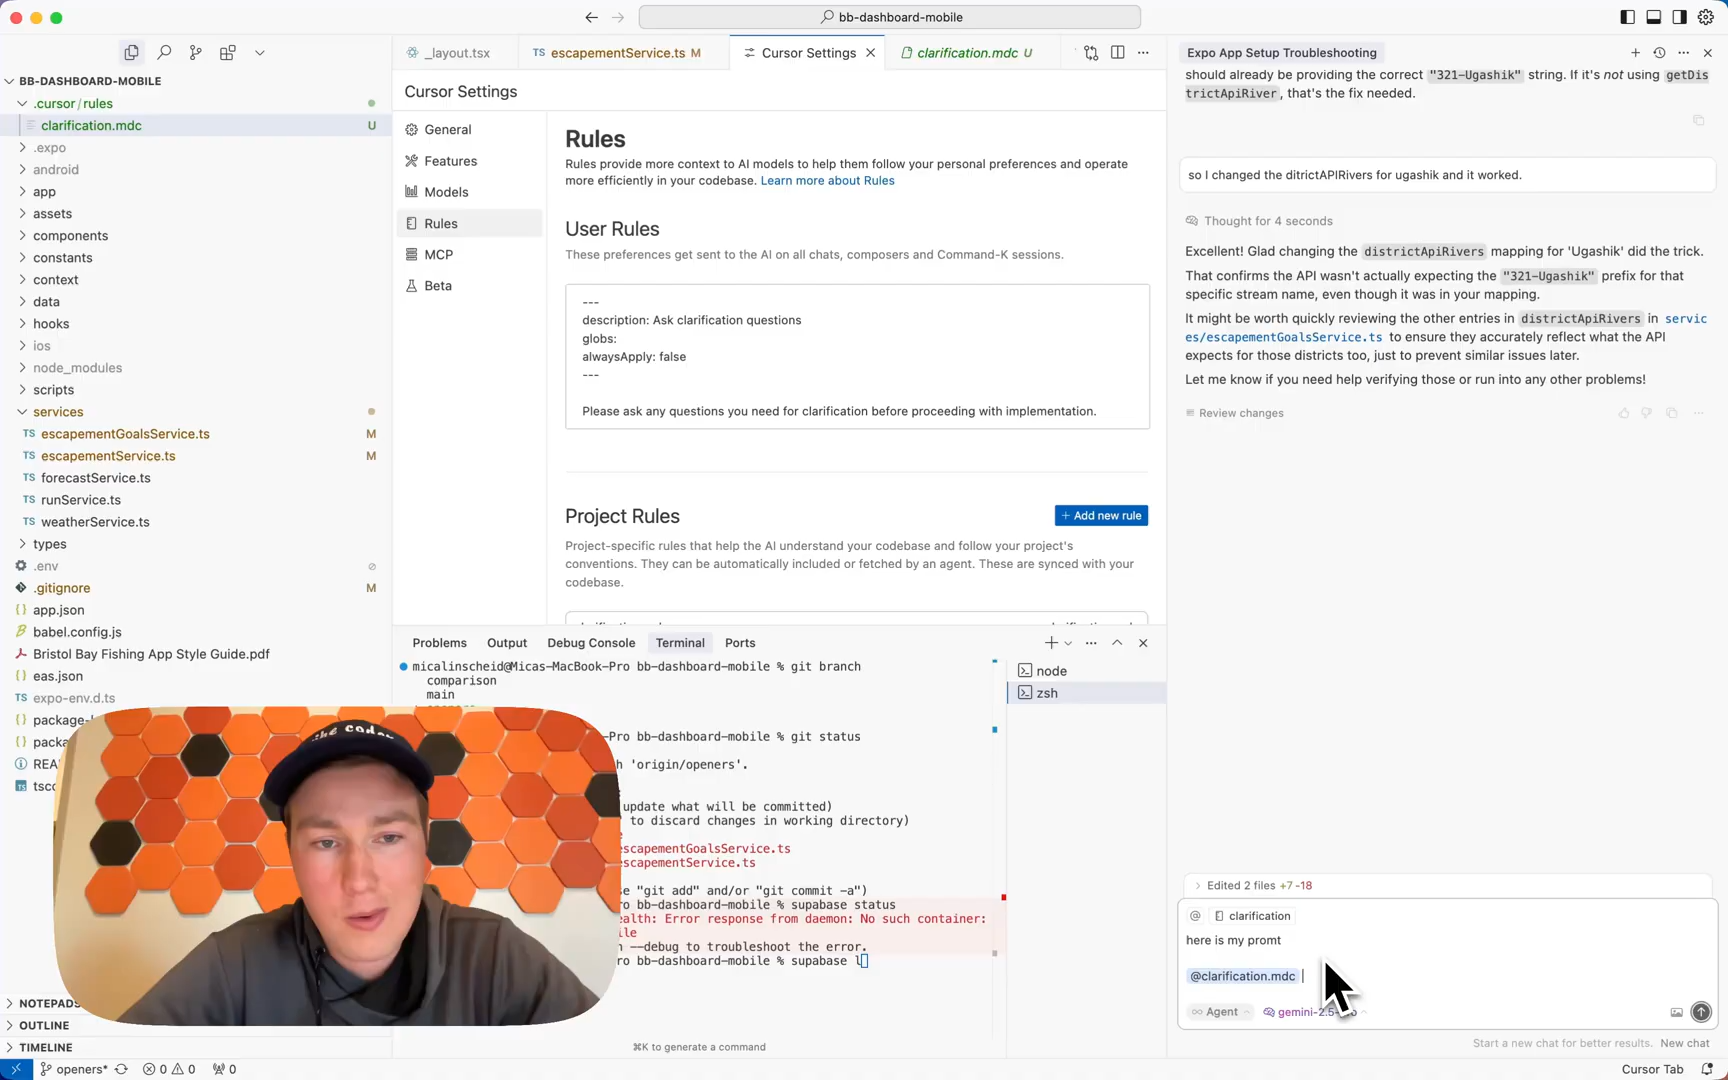 bb-dashboard-mobile
BB-DASHBOARD-MOBILE
.cursor / rules
clarification.mdc U
.expo
android
app
assets
components
constants
context
data
hooks
ios
node_modules
scripts
services
TS escapementGoalsService.ts M
TS escapementService.ts M
TS forecastService.ts
TS runService.ts
TS weatherService.ts
types
.env
.gitignore M
app.json
babel.config.js
Bristol Bay Fishing App Style Guide.pdf
eas.json
expo-env.d.ts
NOTEPADS
OUTLINE
TIMELINE
_layout.tsx
TS escapementService.ts M
Cursor Settings
clarification.mdc U
Cursor Settings
General
Features
Models
Rules
MCP
Beta
Rules
Rules provide more context to AI models to help them follow your personal preferences and operate
more efficiently in your codebase. Learn more about Rules
User Rules
These preferences get sent to the AI on all chats, composers and Command-K sessions.
---
description: Ask clarification questions
globs:
alwaysApply: false
---
Please ask any questions you need for clarification before proceeding with implementation.
Project Rules
+ Add new rule
Project-specific rules that help the AI understand your codebase and follow your project's
conventions. They can be automatically included or fetched by an agent. These are synced with your
codebase.
Problems Output Debug Console Terminal Ports
micalinscheid@Micas-MacBook-Pro bb-dashboard-mobile % git branch
comparison
main
-Pro bb-dashboard-mobile % git status
'origin/openers'.
update what will be committed)
to discard changes in working directory)
scapementGoalsService.ts
scapementService.ts
"git add" and/or "git commit -a")
ro bb-dashboard-mobile % supabase status
ealth: Error response from daemon: No such container:
--debug to troubleshoot the error.
ro bb-dashboard-mobile % supabase l
node
zsh
⌘K to generate a command
Expo App Setup Troubleshooting
should already be providing the correct "321-Ugashik" string. If it's not using getDis
trictApiRiver, that's the fix needed.
so I changed the ditrictAPIRivers for ugashik and it worked.
Thought for 4 seconds
Excellent! Glad changing the districtApiRivers mapping for 'Ugashik' did the trick.
That confirms the API wasn't actually expecting the "321-Ugashik" prefix for that
specific stream name, even though it was in your mapping.
It might be worth quickly reviewing the other entries in districtApiRivers in servic
es/escapementGoalsService.ts to ensure they accurately reflect what the API
expects for those districts too, just to prevent similar issues later.
Let me know if you need help verifying those or run into any other problems!
Review changes
Edited 2 files +7 -18
@ clarification
here is my promt
@clarification.mdc
Agent gemini-2.5-
Start a new chat for better results. New chat
openers* 0 0 0
Cursor Tab